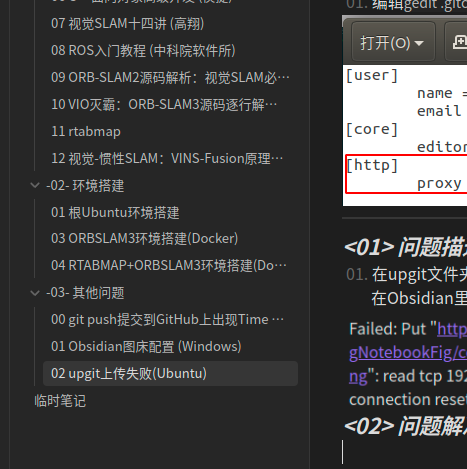 07 视觉SLAM十四讲 (高翔)
08 ROS入门教程 (中科院软件所)
09 ORB-SLAM2源码解析：视觉SLAM必…
10 VIO灭霸：ORB-SLAM3源码逐行解…
11 rtabmap
12 视觉-惯性SLAM：VINS-Fusion原理…
-02- 环境搭建
01 根Ubuntu环境搭建
03 ORBSLAM3环境搭建(Docker)
04 RTABMAP+ORBSLAM3环境搭建(Do…
-03- 其他问题
00 git push提交到GitHub上出现Time …
01 Obsidian图床配置 (Windows)
02 upgit上传失败(Ubuntu)
临时笔记
01. 编辑gedit .gitc
打开(O)
[user]
name =
email
[core]
editor
[http]
proxy
<01> 问题描
01. 在upgit文件夹
在Obsidian里
Failed: Put "http
gNotebookFig/c
ng": read tcp 192
connection reset
<02> 问题解